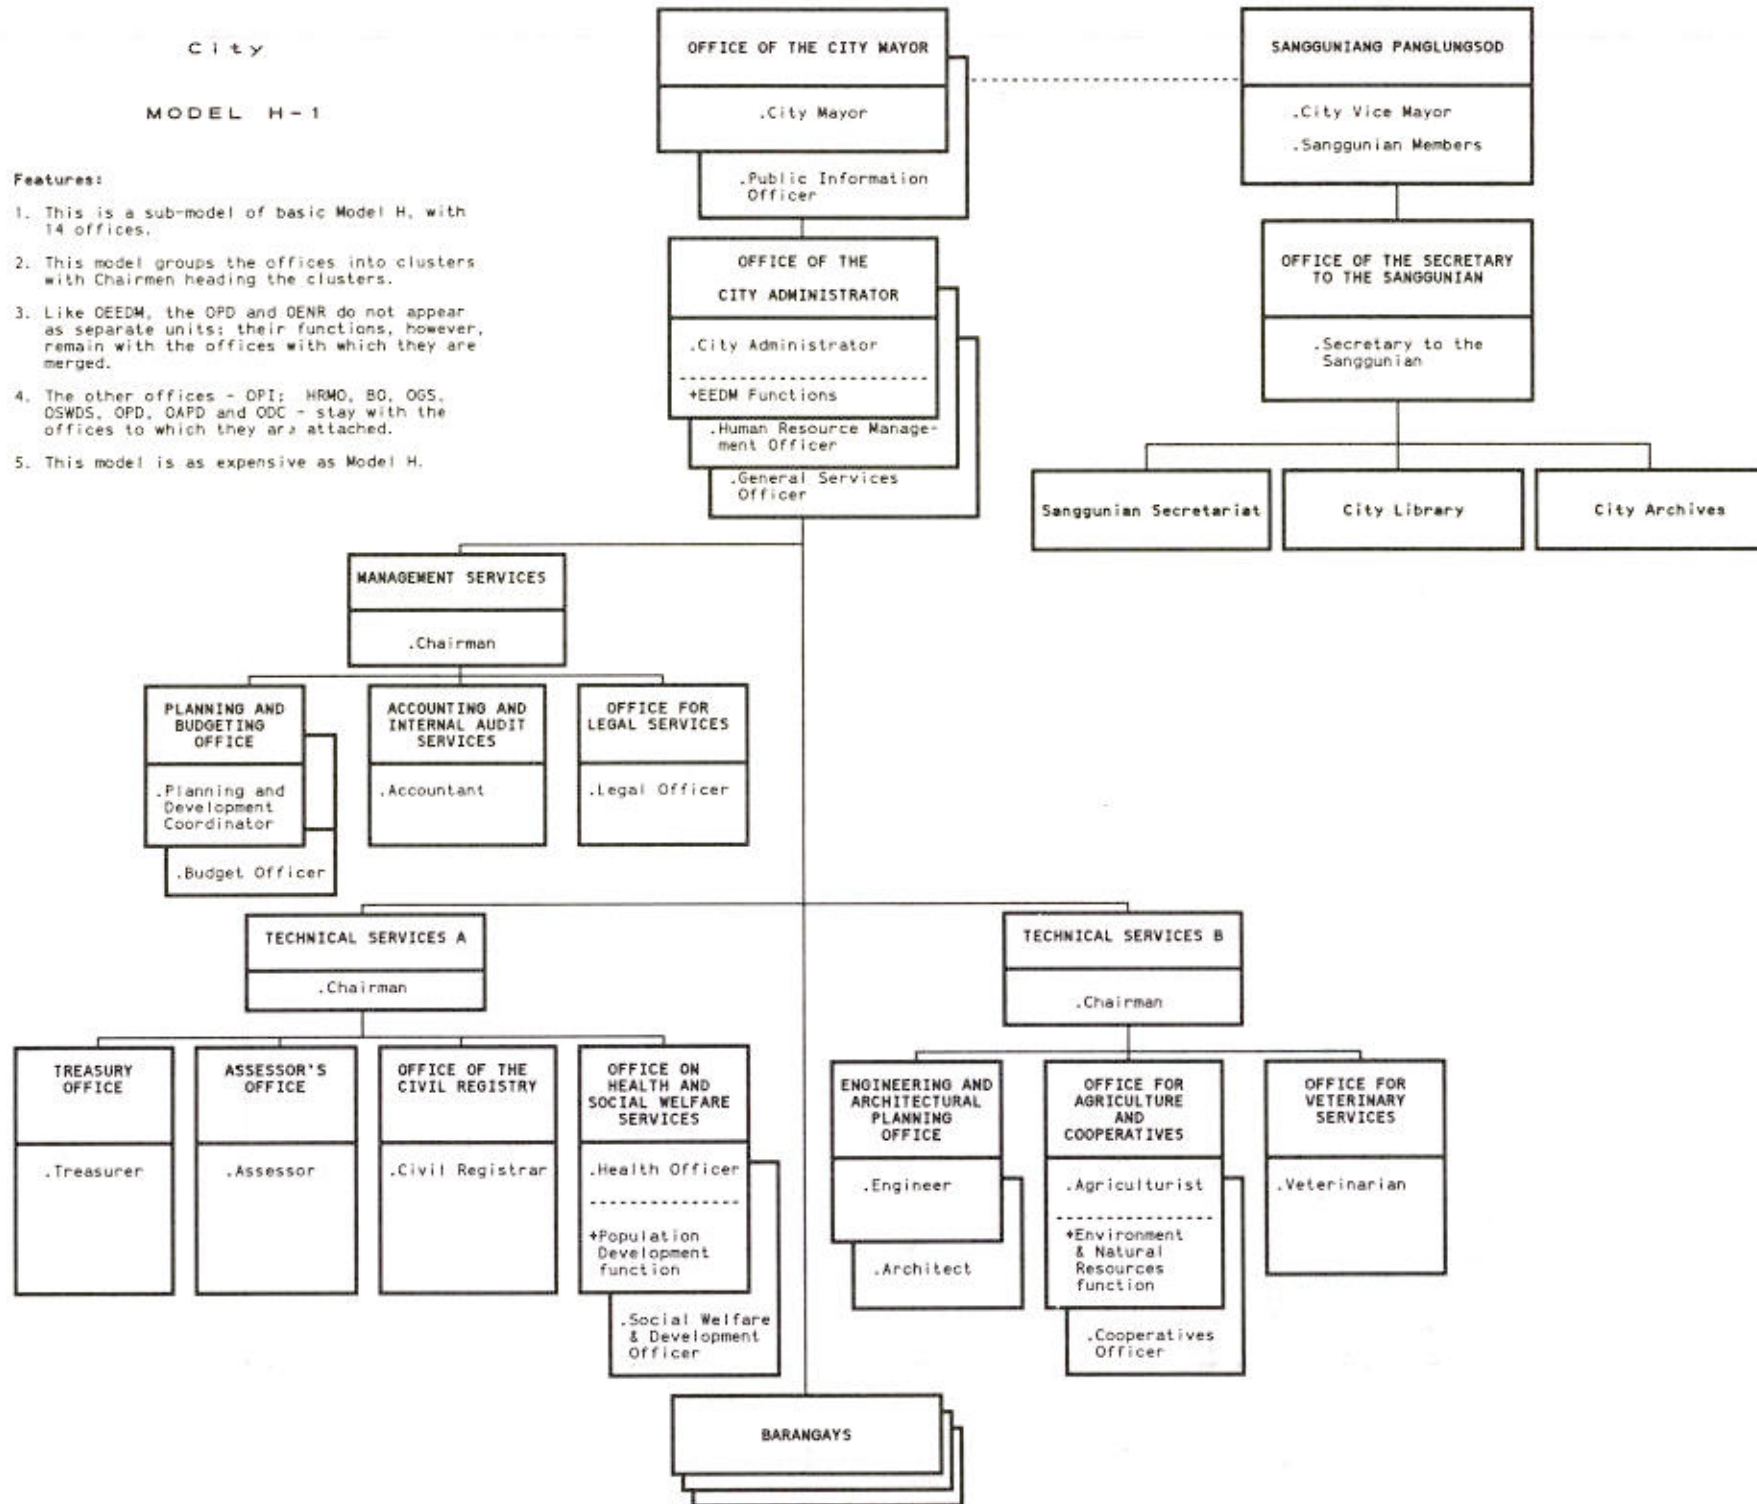 City
MODEL H-1
Features:
1. This is a sub-model of basic Model H, with
14 offices.
2. This model groups the offices into clusters
with Chairmen heading the clusters.
3. Like OEEDM, the OPD and OENR do not appear
as separate units; their functions, however,
remain with the offices with which they are
merged.
4. The other offices - OPI; HRMO, BO, OGS,
OSWDS, OPD, OAPD and ODC - stay with the
offices to which they are attached.
5. This model is as expensive as Model H.
OFFICE OF THE CITY MAYOR
.City Mayor
.Public Information
Officer
SANGGUNIANG PANGLUNGSOD
.City Vice Mayor
.Sanggunian Members
OFFICE OF THE
CITY ADMINISTRATOR
.City Administrator
+EEDM Functions
.Human Resource Manage-
ment Officer
.General Services
Officer
OFFICE OF THE SECRETARY
TO THE SANGGUNIAN
.Secretary to the
Sanggunian
Sanggunian Secretariat
City Library
City Archives
MANAGEMENT SERVICES
.Chairman
PLANNING AND
BUDGETING
OFFICE
.Planning and
Development
Coordinator
.Budget Officer
ACCOUNTING AND
INTERNAL AUDIT
SERVICES
.Accountant
OFFICE FOR
LEGAL SERVICES
.Legal Officer
TECHNICAL SERVICES A
.Chairman
TECHNICAL SERVICES B
.Chairman
TREASURY
OFFICE
.Treasurer
ASSESSOR'S
OFFICE
.Assessor
OFFICE OF THE
CIVIL REGISTRY
.Civil Registrar
OFFICE ON
HEALTH AND
SOCIAL WELFARE
SERVICES
.Health Officer
+Population
Development
function
.Social Welfare
& Development
Officer
ENGINEERING AND
ARCHITECTURAL
PLANNING
OFFICE
.Engineer
.Architect
OFFICE FOR
AGRICULTURE
AND
COOPERATIVES
.Agriculturist
+Environment
& Natural
Resources
function
.Cooperatives
Officer
OFFICE FOR
VETERINARY
SERVICES
.Veterinarian
BARANGAYS